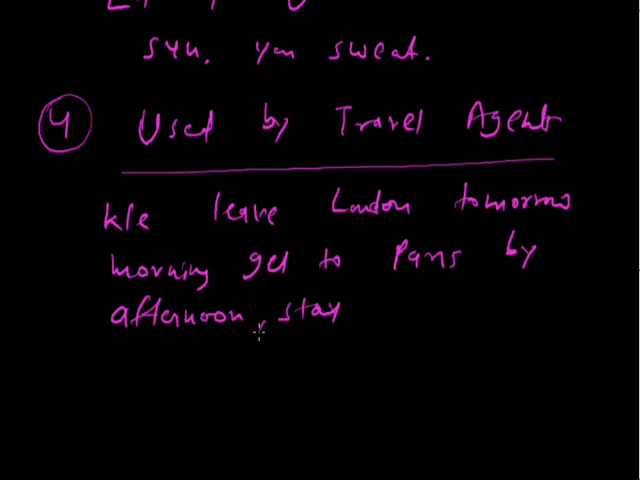 sun. you sweat.
4 Used by Travel Agents
We leave London tomorrow
morning get to Paris by
afternoon, stay